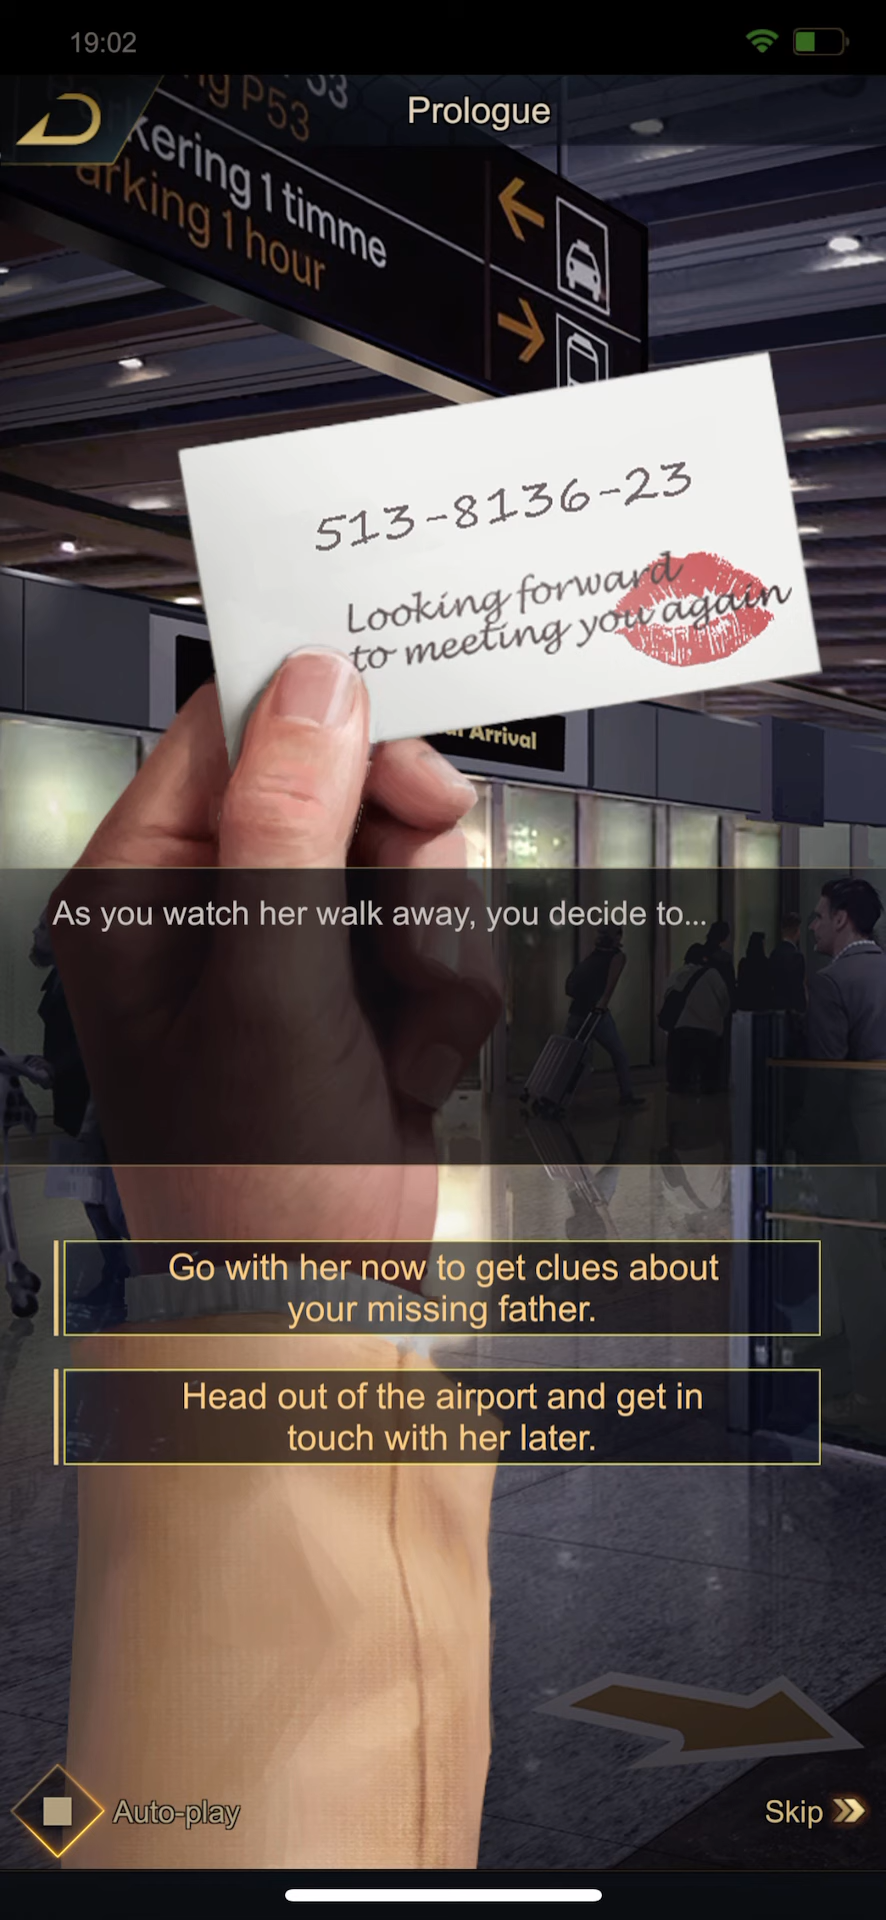 19:02
Prologue
P53
kering 1 timme
arking 1 hour
513-8136-23
Looking forward
to meeting you again
Arrival
As you watch her walk away, you decide to...
Go with her now to get clues about
your missing father.
Head out of the airport and get in
touch with her later.
Auto-play
Skip